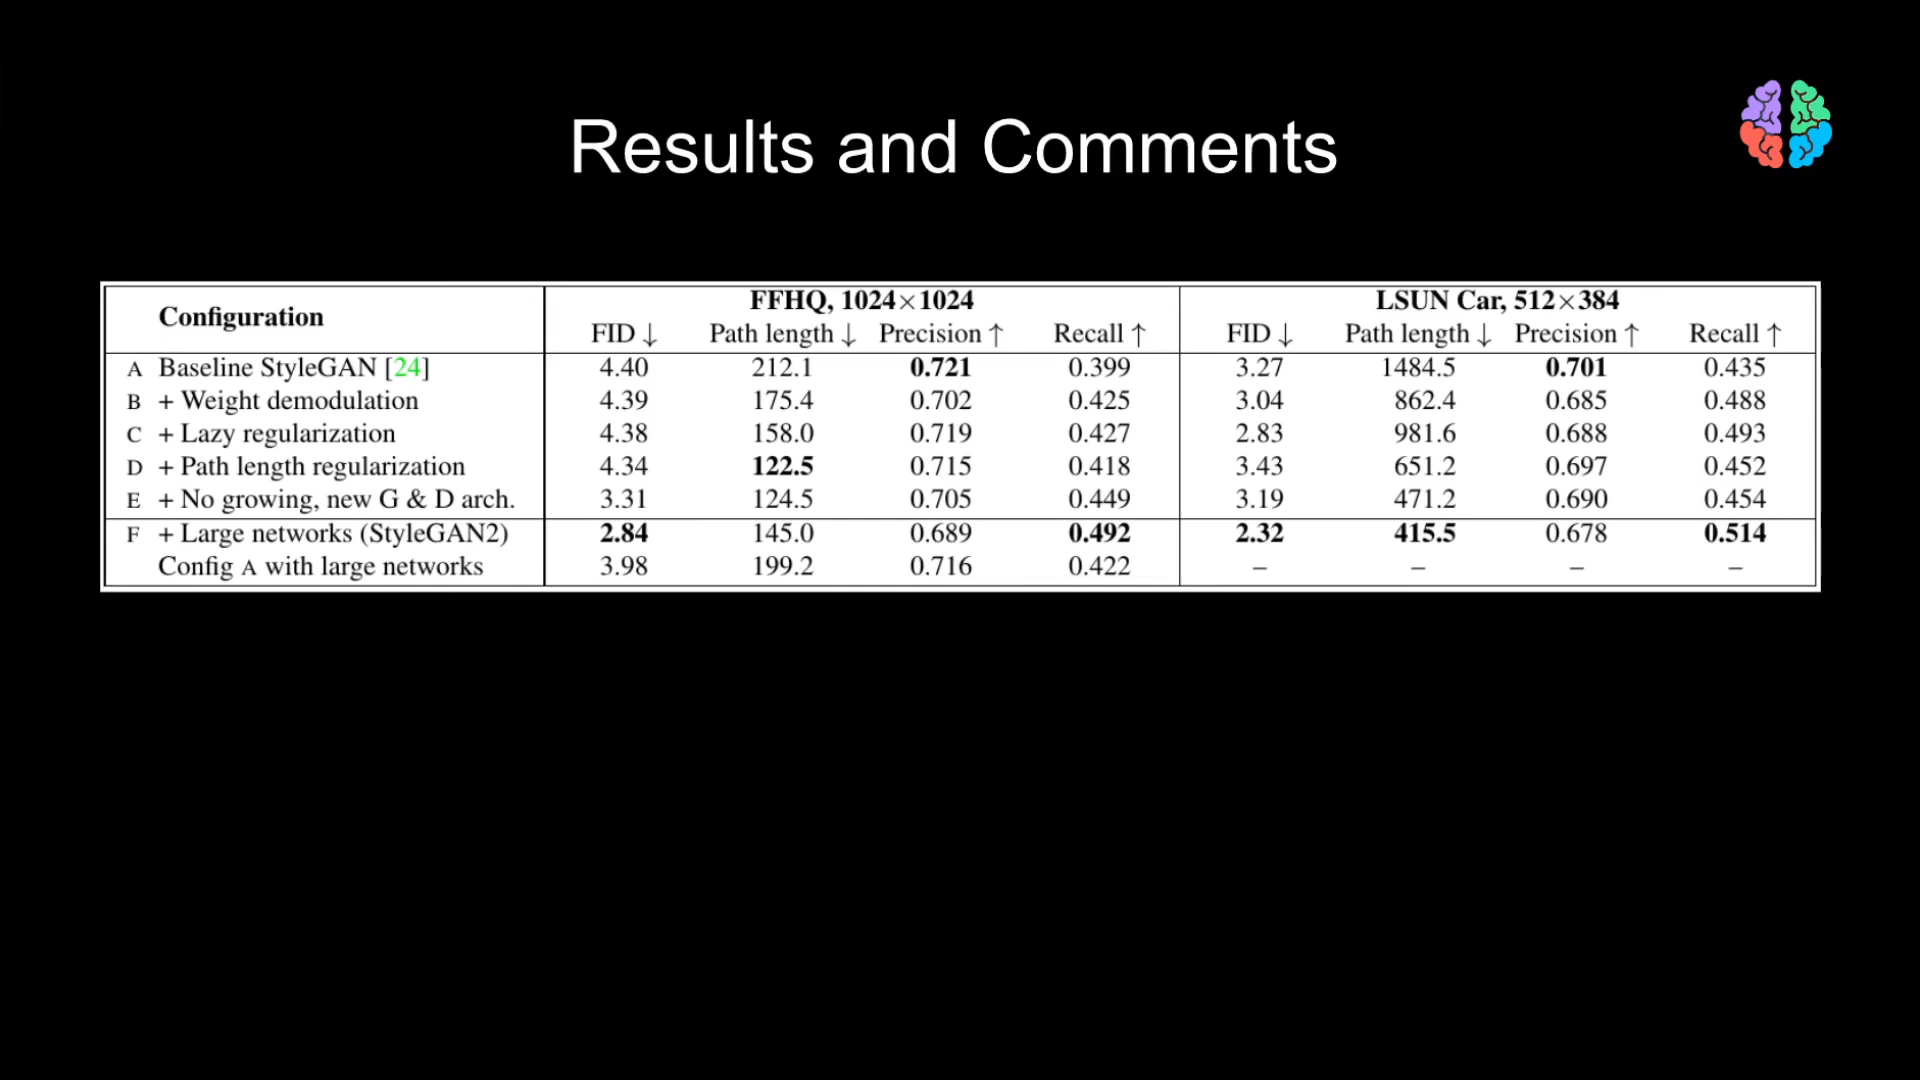 Results and Comments
Configuration FFHQ, 1024×1024 LSUN Car, 512×384
FID ↓ Path length ↓ Precision ↑ Recall ↑ FID ↓ Path length ↓ Precision ↑ Recall ↑
A Baseline StyleGAN [24] 4.40 212.1 0.721 0.399 3.27 1484.5 0.701 0.435
B + Weight demodulation 4.39 175.4 0.702 0.425 3.04 862.4 0.685 0.488
C + Lazy regularization 4.38 158.0 0.719 0.427 2.83 981.6 0.688 0.493
D + Path length regularization 4.34 122.5 0.715 0.418 3.43 651.2 0.697 0.452
E + No growing, new G & D arch. 3.31 124.5 0.705 0.449 3.19 471.2 0.690 0.454
F + Large networks (StyleGAN2) 2.84 145.0 0.689 0.492 2.32 415.5 0.678 0.514
Config A with large networks 3.98 199.2 0.716 0.422 – – – –